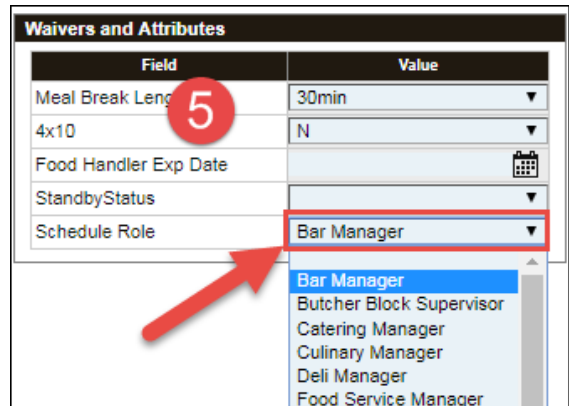 Waivers and Attributes
Field Value
Meal Break Leng 30min
5
4x10 N
Food Handler Exp Date
StandbyStatus
Schedule Role Bar Manager
Bar Manager
Butcher Block Supervisor
Catering Manager
Culinary Manager
Deli Manager
Food Service Manager